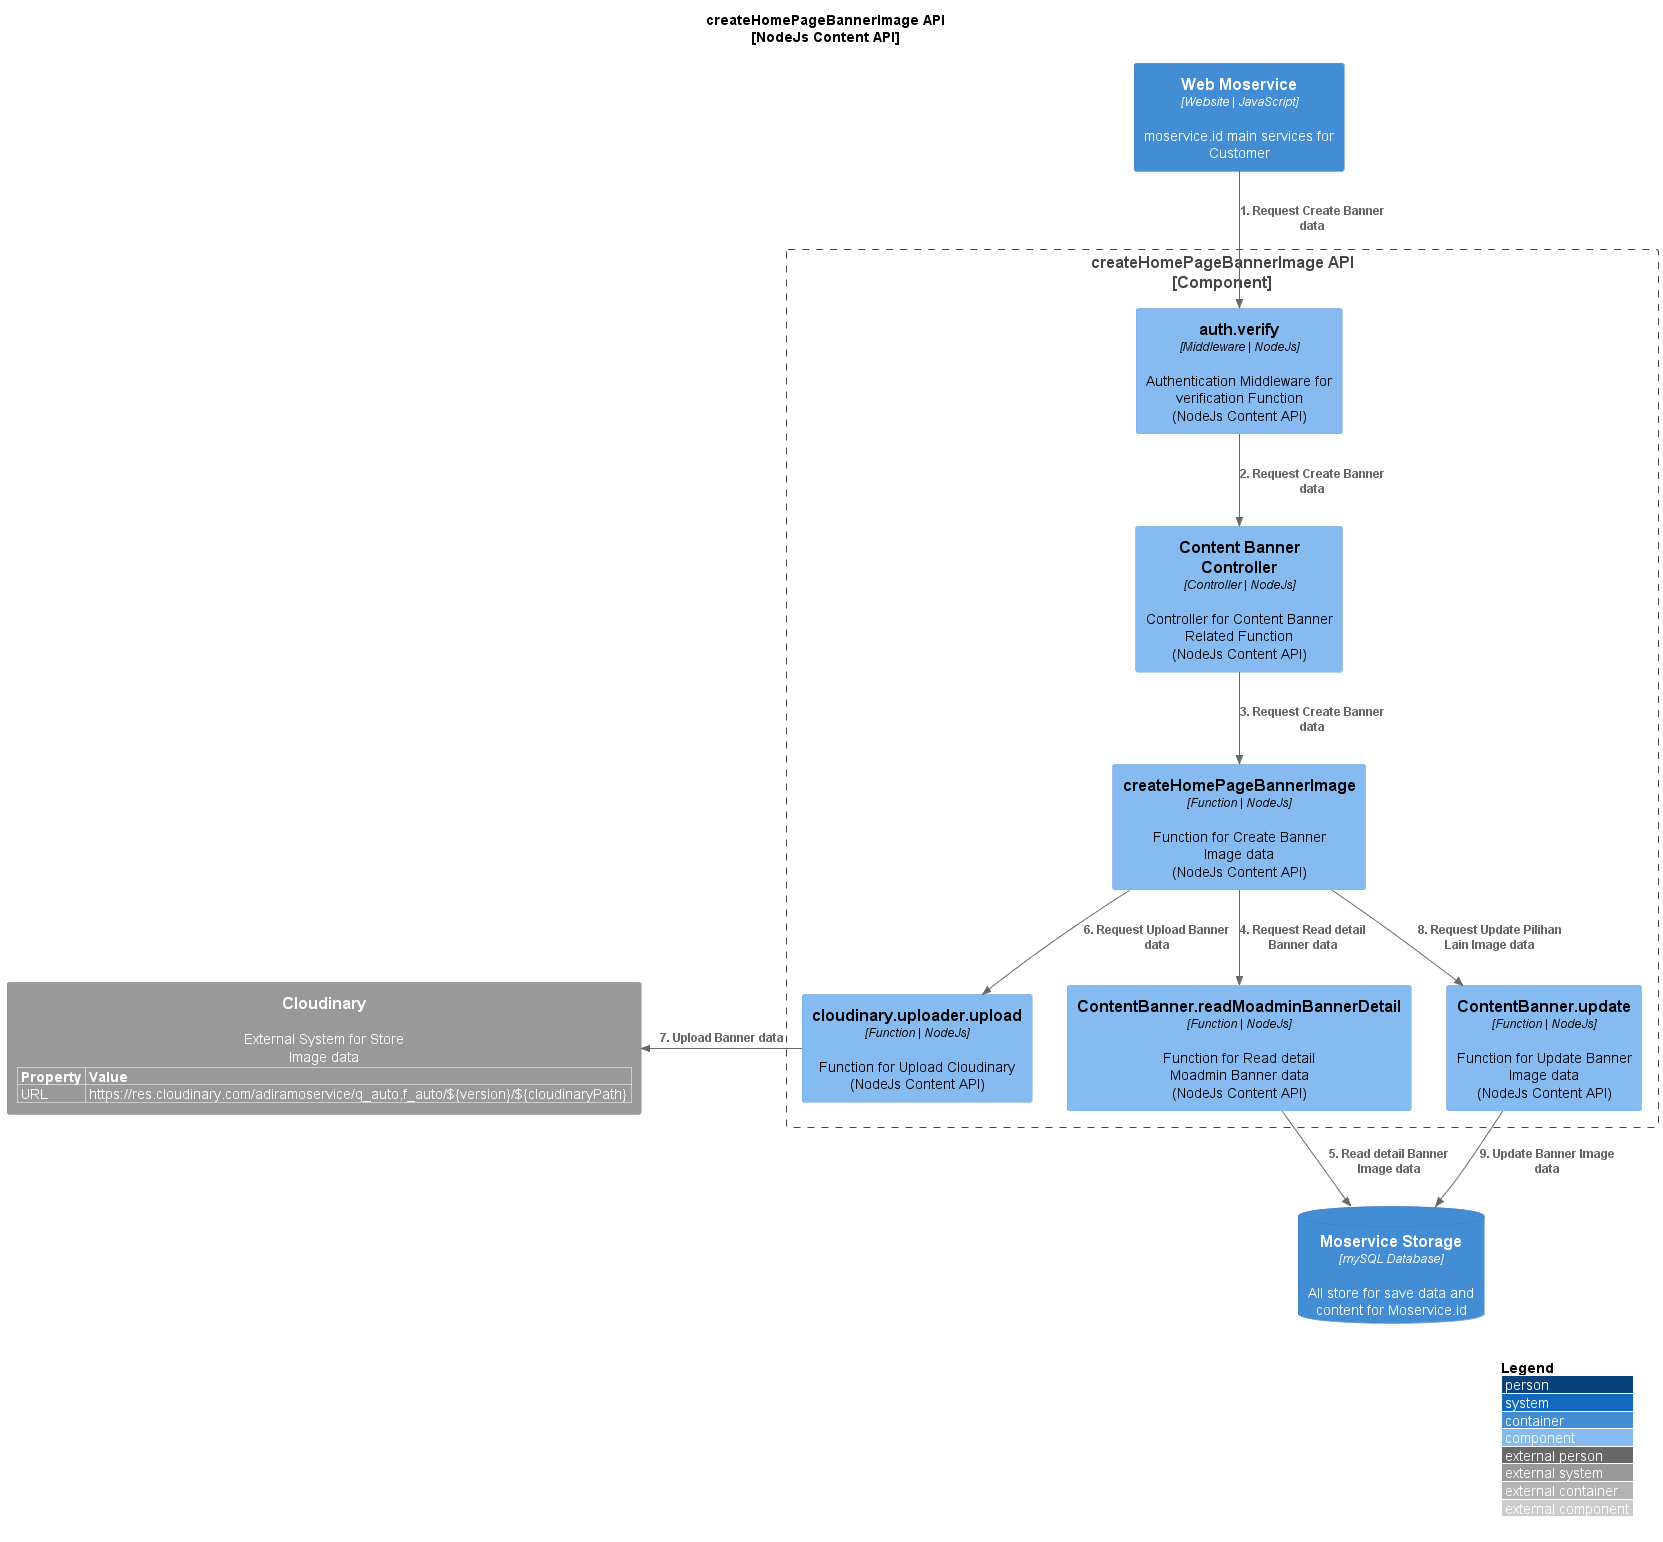 createHomePageBannerImage API
[NodeJs Content API]
Web Moservice
[Website | JavaScript]
moservice.id main services for
Customer
1. Request Create Banner
data
createHomePageBannerImage API
[Component]
auth.verify
[Middleware | NodeJs]
Authentication Middleware for
verification Function
(NodeJs Content API)
2. Request Create Banner
data
Content Banner
Controller
[Controller | NodeJs]
Controller for Content Banner
Related Function
(NodeJs Content API)
3. Request Create Banner
data
createHomePageBannerImage
[Function | NodeJs]
Function for Create Banner
Image data
(NodeJs Content API)
6. Request Upload Banner
data
4. Request Read detail
Banner data
8. Request Update Pilihan
Lain Image data
Cloudinary
External System for Store
Image data
Property Value
URL https://res.cloudinary.com/adiramoservice/q_auto,f_auto/${version}/${cloudinaryPath}
7. Upload Banner data
cloudinary.uploader.upload
[Function | NodeJs]
Function for Upload Cloudinary
(NodeJs Content API)
ContentBanner.readMoadminBannerDetail
[Function | NodeJs]
Function for Read detail
Moadmin Banner data
(NodeJs Content API)
ContentBanner.update
[Function | NodeJs]
Function for Update Banner
Image data
(NodeJs Content API)
5. Read detail Banner
Image data
9. Update Banner Image
data
Moservice Storage
[mySQL Database]
All store for save data and
content for Moservice.id
Legend
person
system
container
component
external person
external system
external container
external component